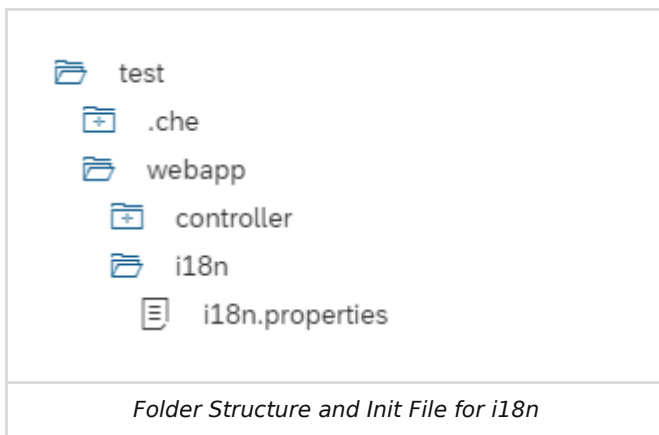 test
.che
webapp
controller
i18n
i18n.properties
Folder Structure and Init File for i18n